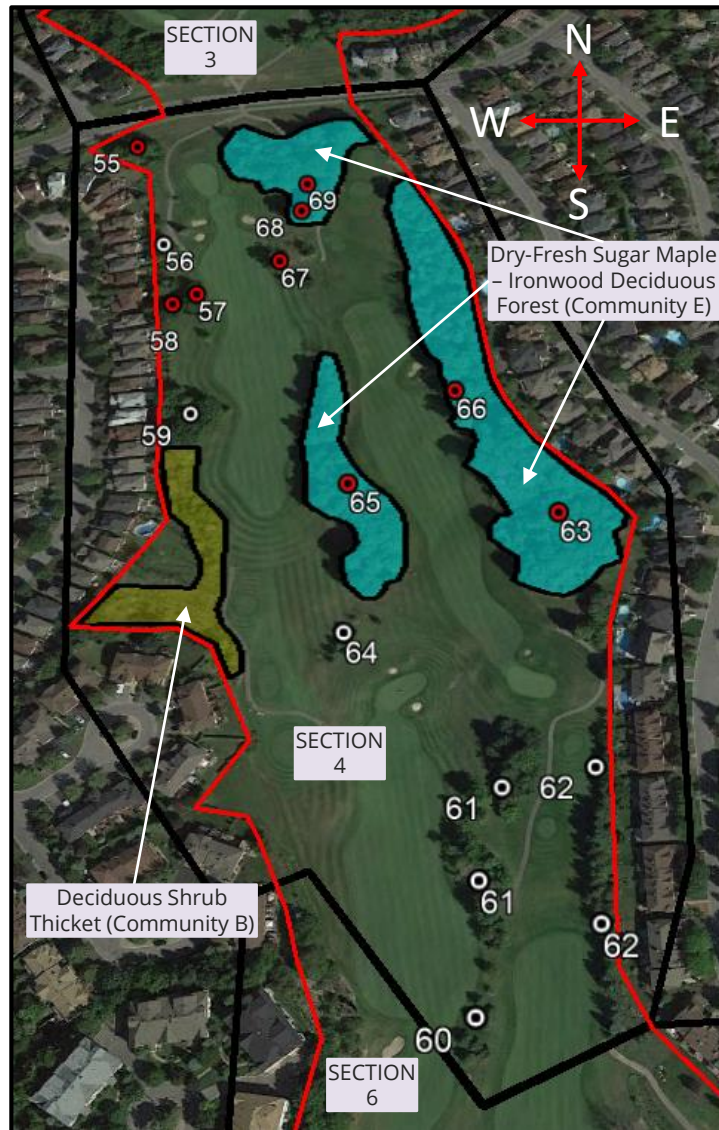 SECTION
3
N
W
E
S
55
69
68
56
67
Dry-Fresh Sugar Maple
– Ironwood Deciduous
Forest (Community E)
57
58
66
59
65
63
64
SECTION
4
61
62
61
Deciduous Shrub
Thicket (Community B)
62
60
SECTION
6